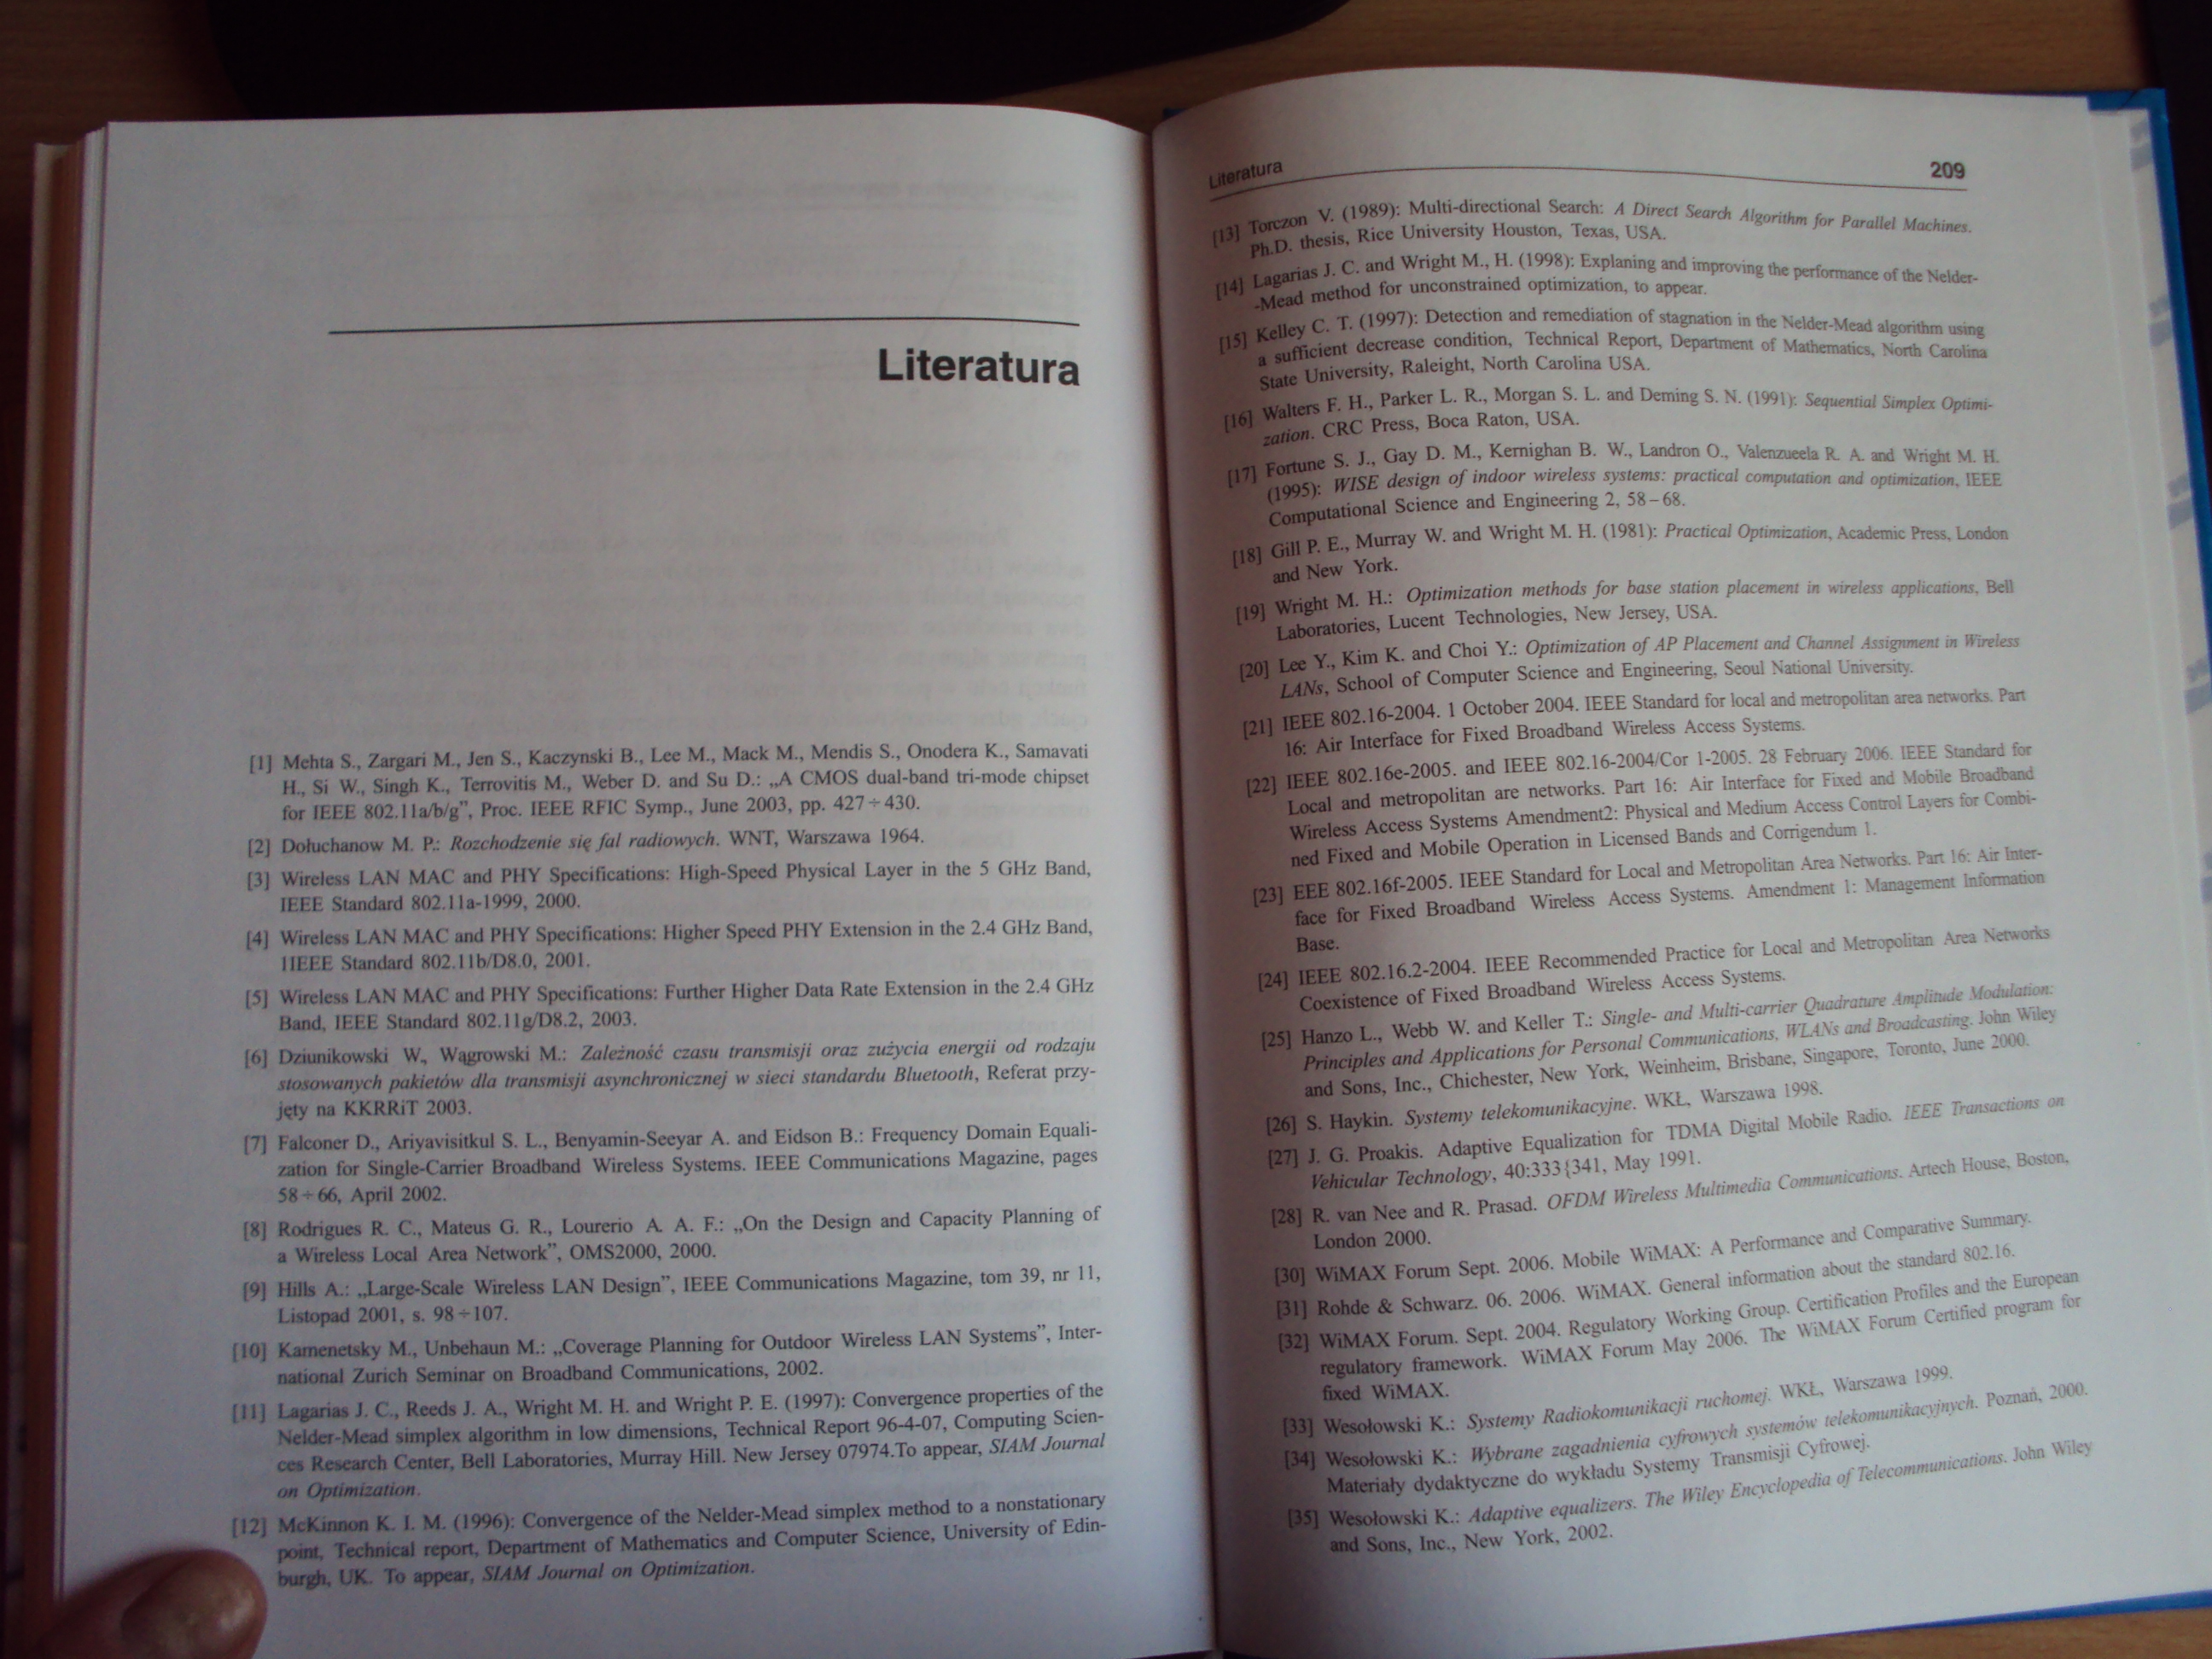 Literatura
[1] Mehta S., Zargari M., Jen S., Kaczynski B., Lee M., Mack M., Mendis S., Onodera K., Samavati
H., Si W., Singh K., Terrovitis M., Weber D. and Su D.: „A CMOS dual-band tri-mode chipset
for IEEE 802.11a/b/g”, Proc. IEEE RFIC Symp., June 2003, pp. 427÷430.
[2] Dołuchanow M. P.: Rozchodzenie się fal radiowych. WNT, Warszawa 1964.
[3] Wireless LAN MAC and PHY Specifications: High-Speed Physical Layer in the 5 GHz Band,
IEEE Standard 802.11a-1999, 2000.
[4] Wireless LAN MAC and PHY Specifications: Higher Speed PHY Extension in the 2.4 GHz Band,
IIEEE Standard 802.11b/D8.0, 2001.
[5] Wireless LAN MAC and PHY Specifications: Further Higher Data Rate Extension in the 2.4 GHz
Band, IEEE Standard 802.11g/D8.2, 2003.
[6] Dziunikowski W., Wągrowski M.: Zależność czasu transmisji oraz zużycia energii od rodzaju
stosowanych pakietów dla transmisji asynchronicznej w sieci standardu Bluetooth, Referat przy-
jęty na KKRRiT 2003.
[7] Falconer D., Ariyavisitkul S. L., Benyamin-Seeyar A. and Eidson B.: Frequency Domain Equali-
zation for Single-Carrier Broadband Wireless Systems. IEEE Communications Magazine, pages
58÷66, April 2002.
[8] Rodrigues R. C., Mateus G. R., Lourerio A. A. F.: „On the Design and Capacity Planning of
a Wireless Local Area Network”, OMS2000, 2000.
[9] Hills A.: „Large-Scale Wireless LAN Design”, IEEE Communications Magazine, tom 39, nr 11,
Listopad 2001, s. 98÷107.
[10] Kamenetsky M., Unbehaun M.: „Coverage Planning for Outdoor Wireless LAN Systems”, Inter-
national Zurich Seminar on Broadband Communications, 2002.
[11] Lagarias J. C., Reeds J. A., Wright M. H. and Wright P. E. (1997): Convergence properties of the
Nelder-Mead simplex algorithm in low dimensions, Technical Report 96-4-07, Computing Scien-
ces Research Center, Bell Laboratories, Murray Hill. New Jersey 07974.To appear, SIAM Journal
on Optimization.
[12] McKinnon K. I. M. (1996): Convergence of the Nelder-Mead simplex method to a nonstationary
point, Technical report, Department of Mathematics and Computer Science, University of Edin-
burgh, UK. To appear, SIAM Journal on Optimization.
Literatura 209
[13] Torczon V. (1989): Multi-directional Search: A Direct Search Algorithm for Parallel Machines.
Ph.D. thesis, Rice University Houston, Texas, USA.
[14] Lagarias J. C. and Wright M., H. (1998): Explaning and improving the performance of the Nelder-
-Mead method for unconstrained optimization, to appear.
[15] Kelley C. T. (1997): Detection and remediation of stagnation in the Nelder-Mead algorithm using
a sufficient decrease condition, Technical Report, Department of Mathematics, North Carolina
State University, Raleight, North Carolina USA.
[16] Walters F. H., Parker L. R., Morgan S. L. and Deming S. N. (1991): Sequential Simplex Optimi-
zation. CRC Press, Boca Raton, USA.
[17] Fortune S. J., Gay D. M., Kernighan B. W., Landron O., Valenzueela R. A. and Wright M. H.
(1995): WISE design of indoor wireless systems: practical computation and optimization, IEEE
Computational Science and Engineering 2, 58–68.
[18] Gill P. E., Murray W. and Wright M. H. (1981): Practical Optimization, Academic Press, London
and New York.
[19] Wright M. H.: Optimization methods for base station placement in wireless applications, Bell
Laboratories, Lucent Technologies, New Jersey, USA.
[20] Lee Y., Kim K. and Choi Y.: Optimization of AP Placement and Channel Assignment in Wireless
LANs, School of Computer Science and Engineering, Seoul National University.
[21] IEEE 802.16-2004. 1 October 2004. IEEE Standard for local and metropolitan area networks. Part
16: Air Interface for Fixed Broadband Wireless Access Systems.
[22] IEEE 802.16e-2005. and IEEE 802.16-2004/Cor 1-2005. 28 February 2006. IEEE Standard for
Local and metropolitan are networks. Part 16: Air Interface for Fixed and Mobile Broadband
Wireless Access Systems Amendment2: Physical and Medium Access Control Layers for Combi-
ned Fixed and Mobile Operation in Licensed Bands and Corrigendum 1.
[23] EEE 802.16f-2005. IEEE Standard for Local and Metropolitan Area Networks. Part 16: Air Inter-
face for Fixed Broadband Wireless Access Systems. Amendment 1: Management Information
Base.
[24] IEEE 802.16.2-2004. IEEE Recommended Practice for Local and Metropolitan Area Networks
Coexistence of Fixed Broadband Wireless Access Systems.
[25] Hanzo L., Webb W. and Keller T.: Single- and Multi-carrier Quadrature Amplitude Modulation:
Principles and Applications for Personal Communications, WLANs and Broadcasting. John Wiley
and Sons, Inc., Chichester, New York, Weinheim, Brisbane, Singapore, Toronto, June 2000.
[26] S. Haykin. Systemy telekomunikacyjne. WKŁ, Warszawa 1998.
[27] J. G. Proakis. Adaptive Equalization for TDMA Digital Mobile Radio. IEEE Transactions on
Vehicular Technology, 40:333{341, May 1991.
[28] R. van Nee and R. Prasad. OFDM Wireless Multimedia Communications. Artech House, Boston,
London 2000.
[30] WiMAX Forum Sept. 2006. Mobile WiMAX: A Performance and Comparative Summary.
[31] Rohde & Schwarz. 06. 2006. WiMAX. General information about the standard 802.16.
[32] WiMAX Forum. Sept. 2004. Regulatory Working Group. Certification Profiles and the European
regulatory framework. WiMAX Forum May 2006. The WiMAX Forum Certified program for
fixed WiMAX.
[33] Wesołowski K.: Systemy Radiokomunikacji ruchomej. WKŁ, Warszawa 1999.
[34] Wesołowski K.: Wybrane zagadnienia cyfrowych systemów telekomunikacyjnych. Poznań, 2000.
Materiały dydaktyczne do wykładu Systemy Transmisji Cyfrowej.
[35] Wesołowski K.: Adaptive equalizers. The Wiley Encyclopedia of Telecommunications. John Wiley
and Sons, Inc., New York, 2002.